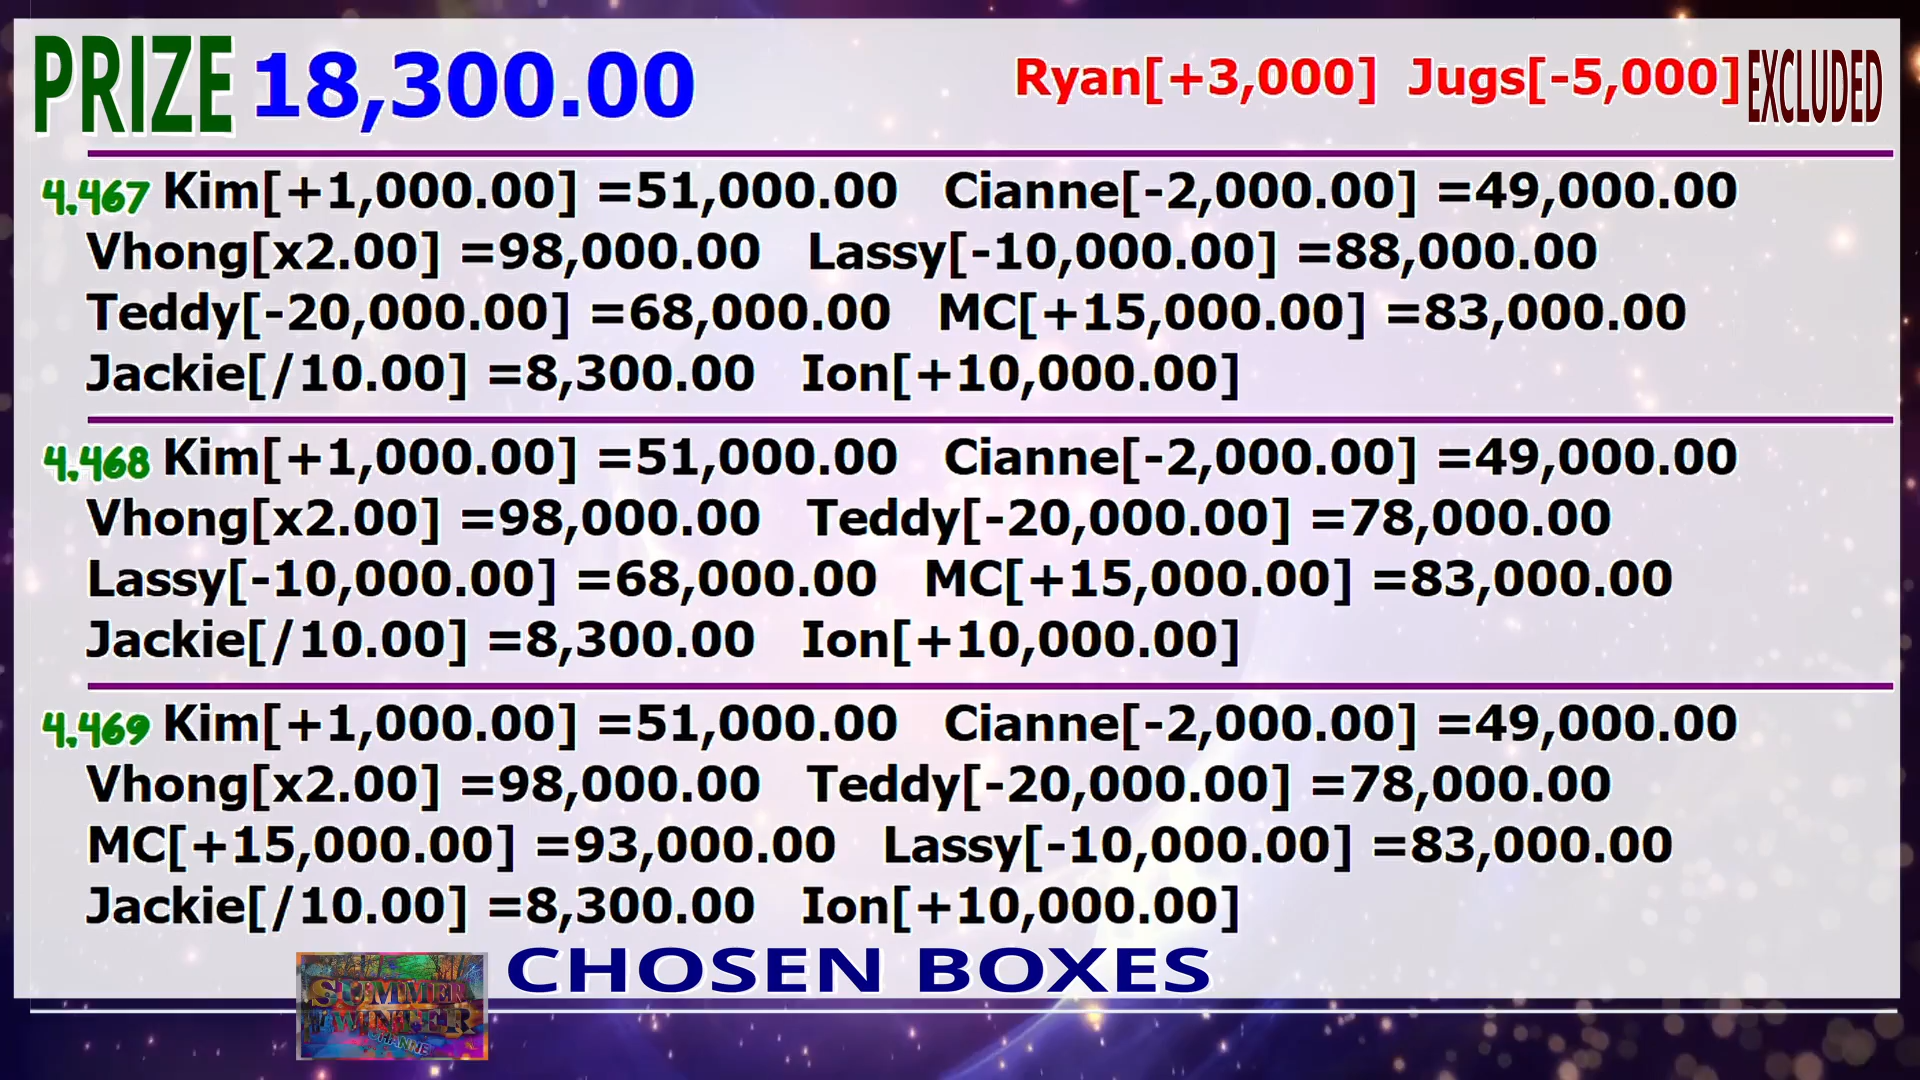 PRIZE 18,300.00 Ryan[+3,000] Jugs[-5,000] EXCLUDED
4,467 Kim[+1,000.00] =51,000.00 Cianne[-2,000.00] =49,000.00
Vhong[x2.00] =98,000.00 Lassy[-10,000.00] =88,000.00
Teddy[-20,000.00] =68,000.00 MC[+15,000.00] =83,000.00
Jackie[/10.00] =8,300.00 Ion[+10,000.00]
4,468 Kim[+1,000.00] =51,000.00 Cianne[-2,000.00] =49,000.00
Vhong[x2.00] =98,000.00 Teddy[-20,000.00] =78,000.00
Lassy[-10,000.00] =68,000.00 MC[+15,000.00] =83,000.00
Jackie[/10.00] =8,300.00 Ion[+10,000.00]
4,469 Kim[+1,000.00] =51,000.00 Cianne[-2,000.00] =49,000.00
Vhong[x2.00] =98,000.00 Teddy[-20,000.00] =78,000.00
MC[+15,000.00] =93,000.00 Lassy[-10,000.00] =83,000.00
Jackie[/10.00] =8,300.00 Ion[+10,000.00]
CHOSEN BOXES
SUMMER
WINTER